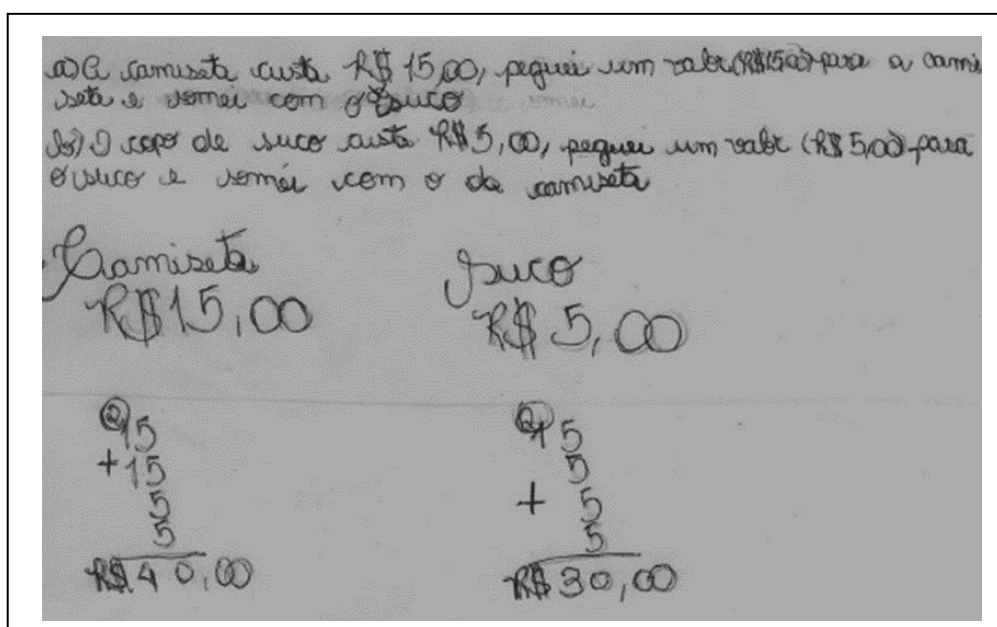 a) A camiseta custa R$ 15,00, peguei um valor (R$15,00) para a cami
seta e somei com o suco
b) O copo de suco custa R$ 5,00, peguei um valor (R$ 5,00) para
o suco e somei com o da camiseta
Camiseta Suco
R$15,00 R$ 5,00
② 15 ② 15
+ 15 5
5 + 5
5 5
R$ 40,00 R$ 30,00